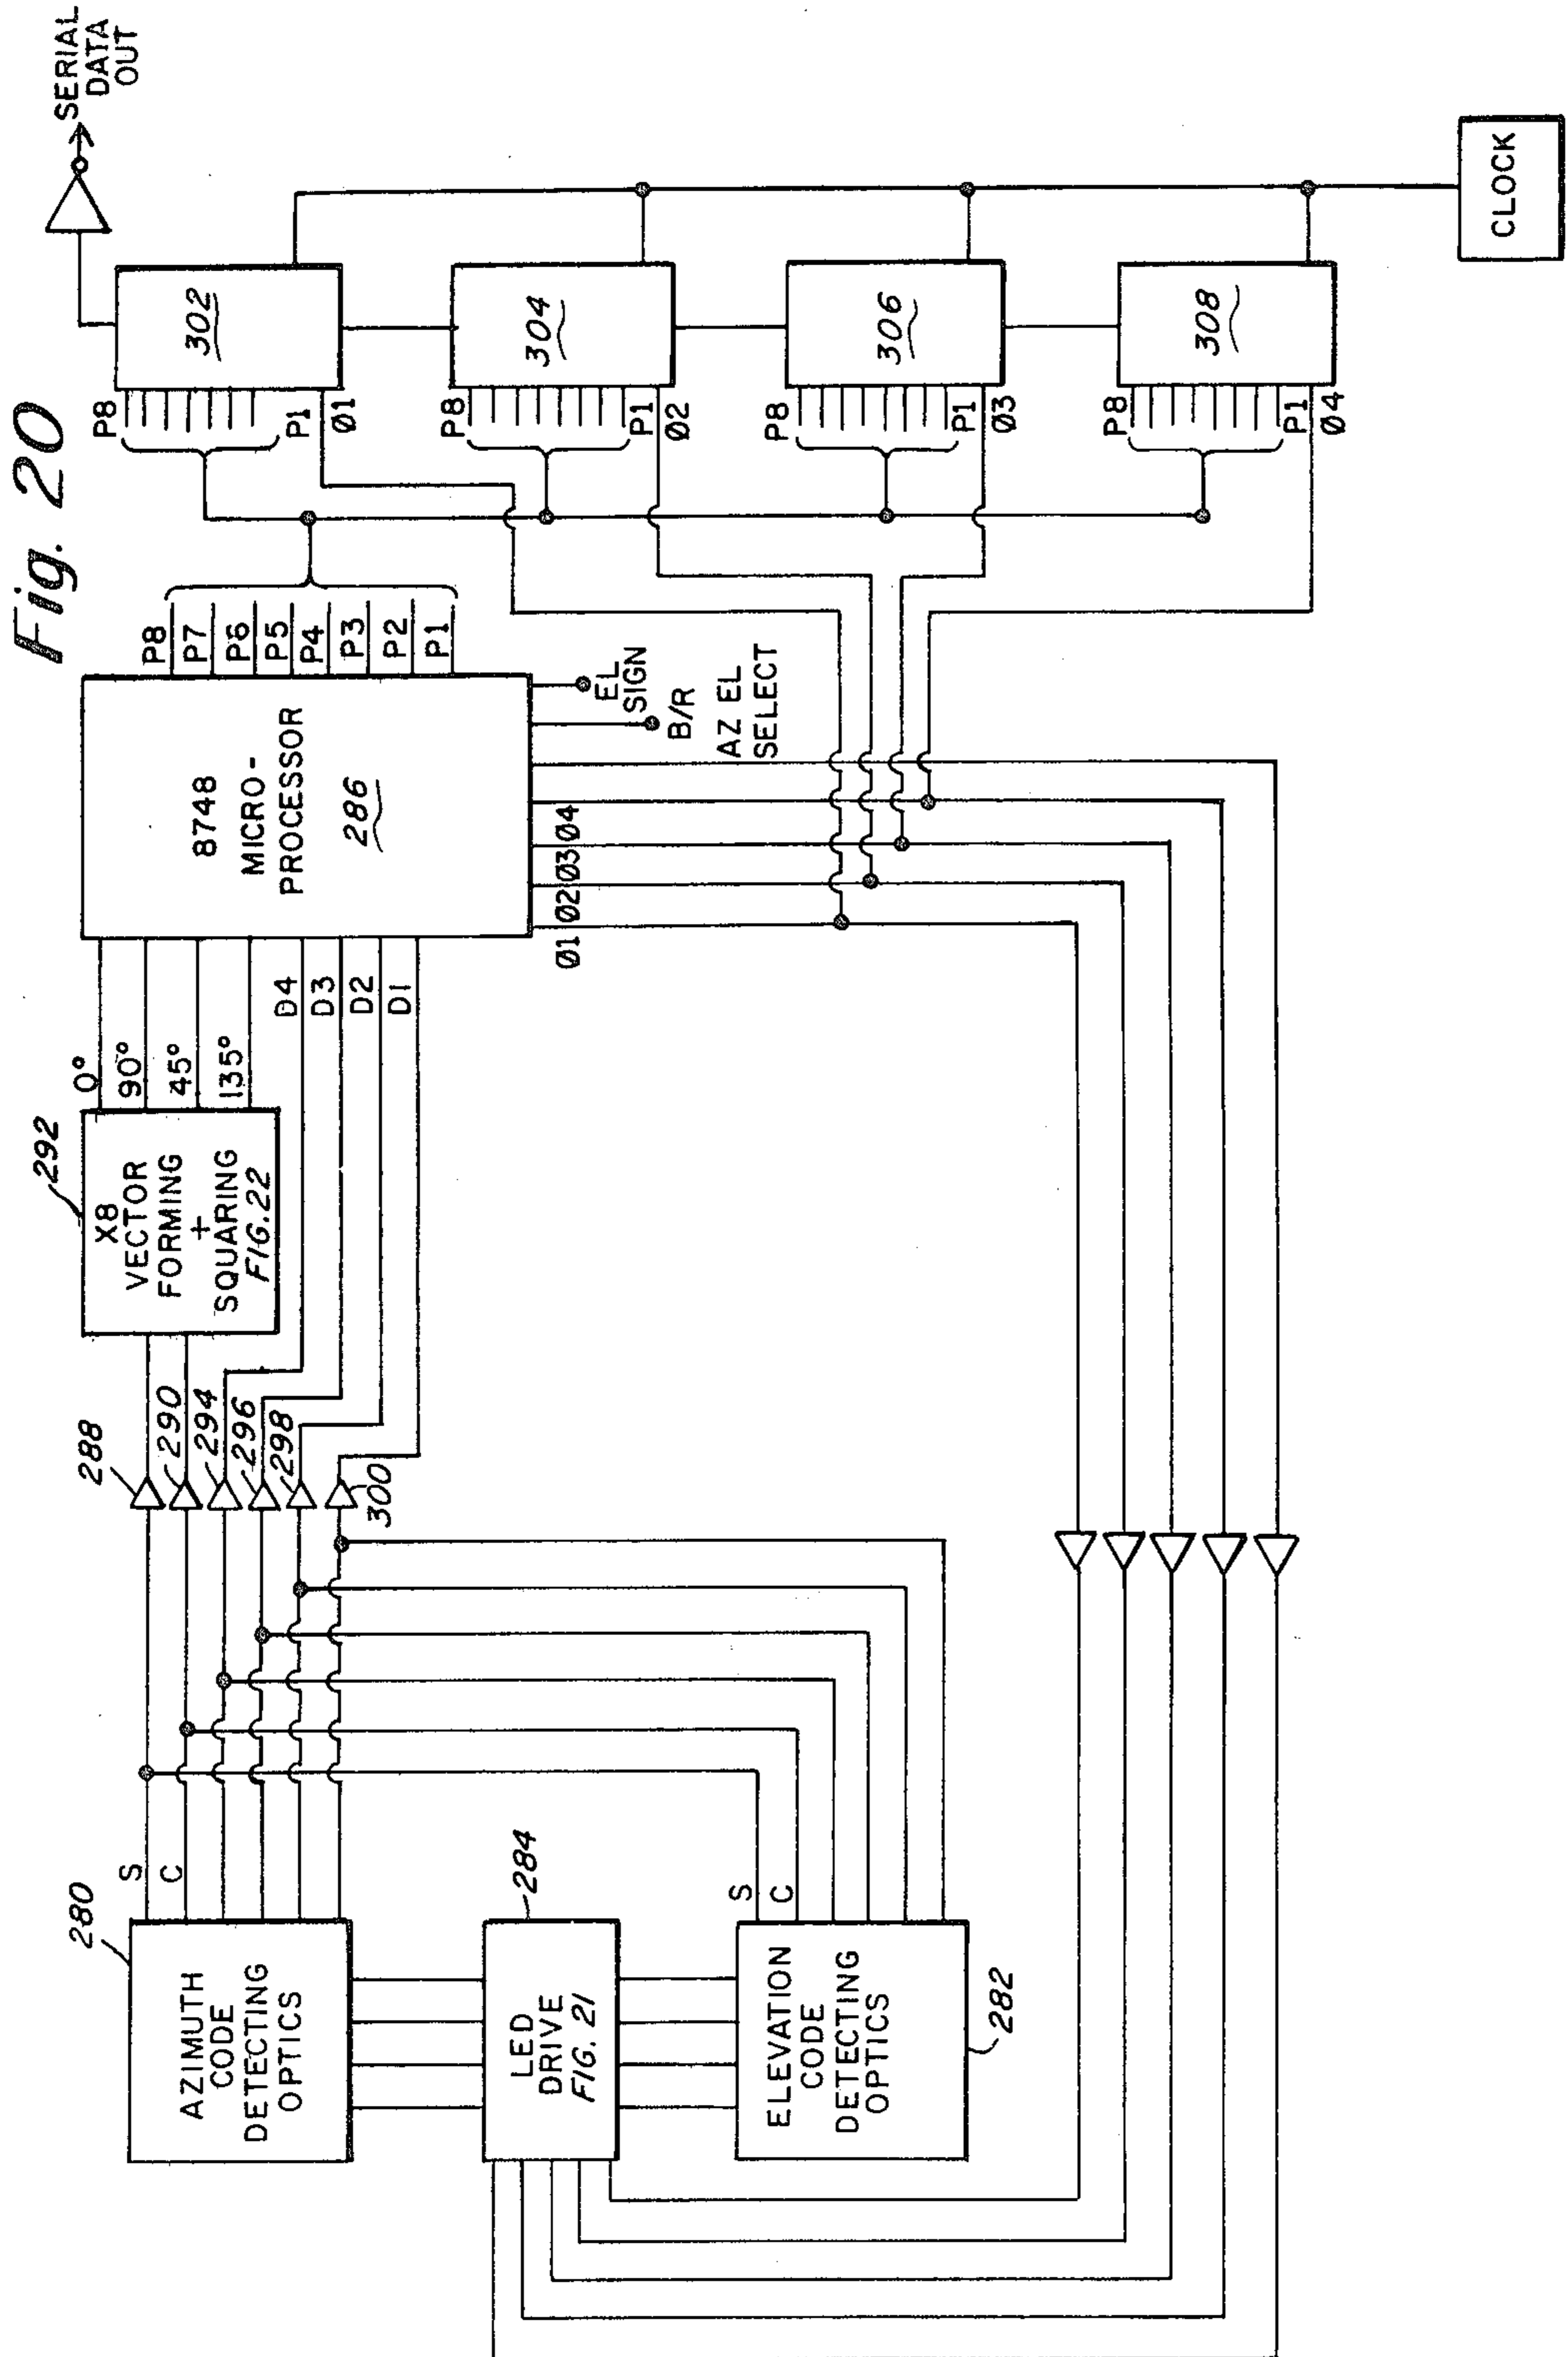 Fig. 20
280
AZIMUTH
CODE
DETECTING
OPTICS
S
C
284
LED
DRIVE
FIG. 21
ELEVATION
CODE
DETECTING
OPTICS
282
S
C
288
290
294
296
298
300
292
X8
VECTOR
FORMING
+
SQUARING
FIG.22
0°
90°
45°
135°
D4
D3
D2
D1
8748
MICRO-
PROCESSOR
286
P8
P7
P6
P5
P4
P3
P2
P1
EL
SIGN
B/R
AZ EL
SELECT
Ø1
Ø2
Ø3
Ø4
SERIAL
DATA
OUT
302
P8
P1
Ø1
304
P8
P1
Ø2
306
P8
P1
Ø3
308
P8
P1
Ø4
CLOCK